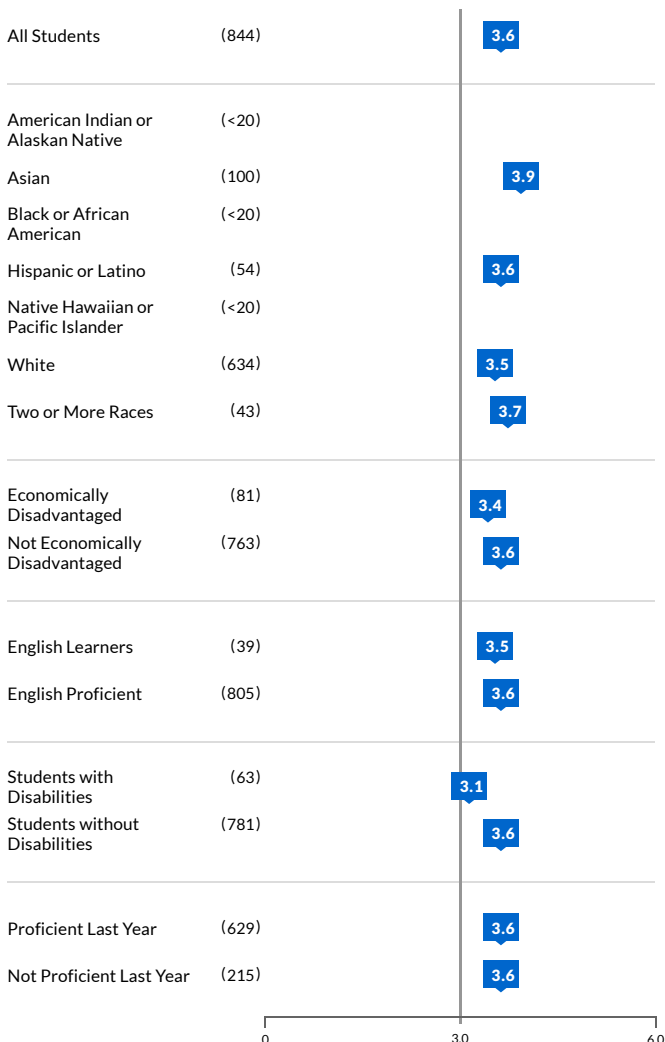 All Students (844) 3.6
American Indian or (<20)
Alaskan Native
Asian (100) 3.9
Black or African (<20)
American
Hispanic or Latino (54) 3.6
Native Hawaiian or (<20)
Pacific Islander
White (634) 3.5
Two or More Races (43) 3.7
Economically (81) 3.4
Disadvantaged
Not Economically (763) 3.6
Disadvantaged
English Learners (39) 3.5
English Proficient (805) 3.6
Students with (63) 3.1
Disabilities
Students without (781) 3.6
Disabilities
Proficient Last Year (629) 3.6
Not Proficient Last Year (215) 3.6
0 3.0 6.0